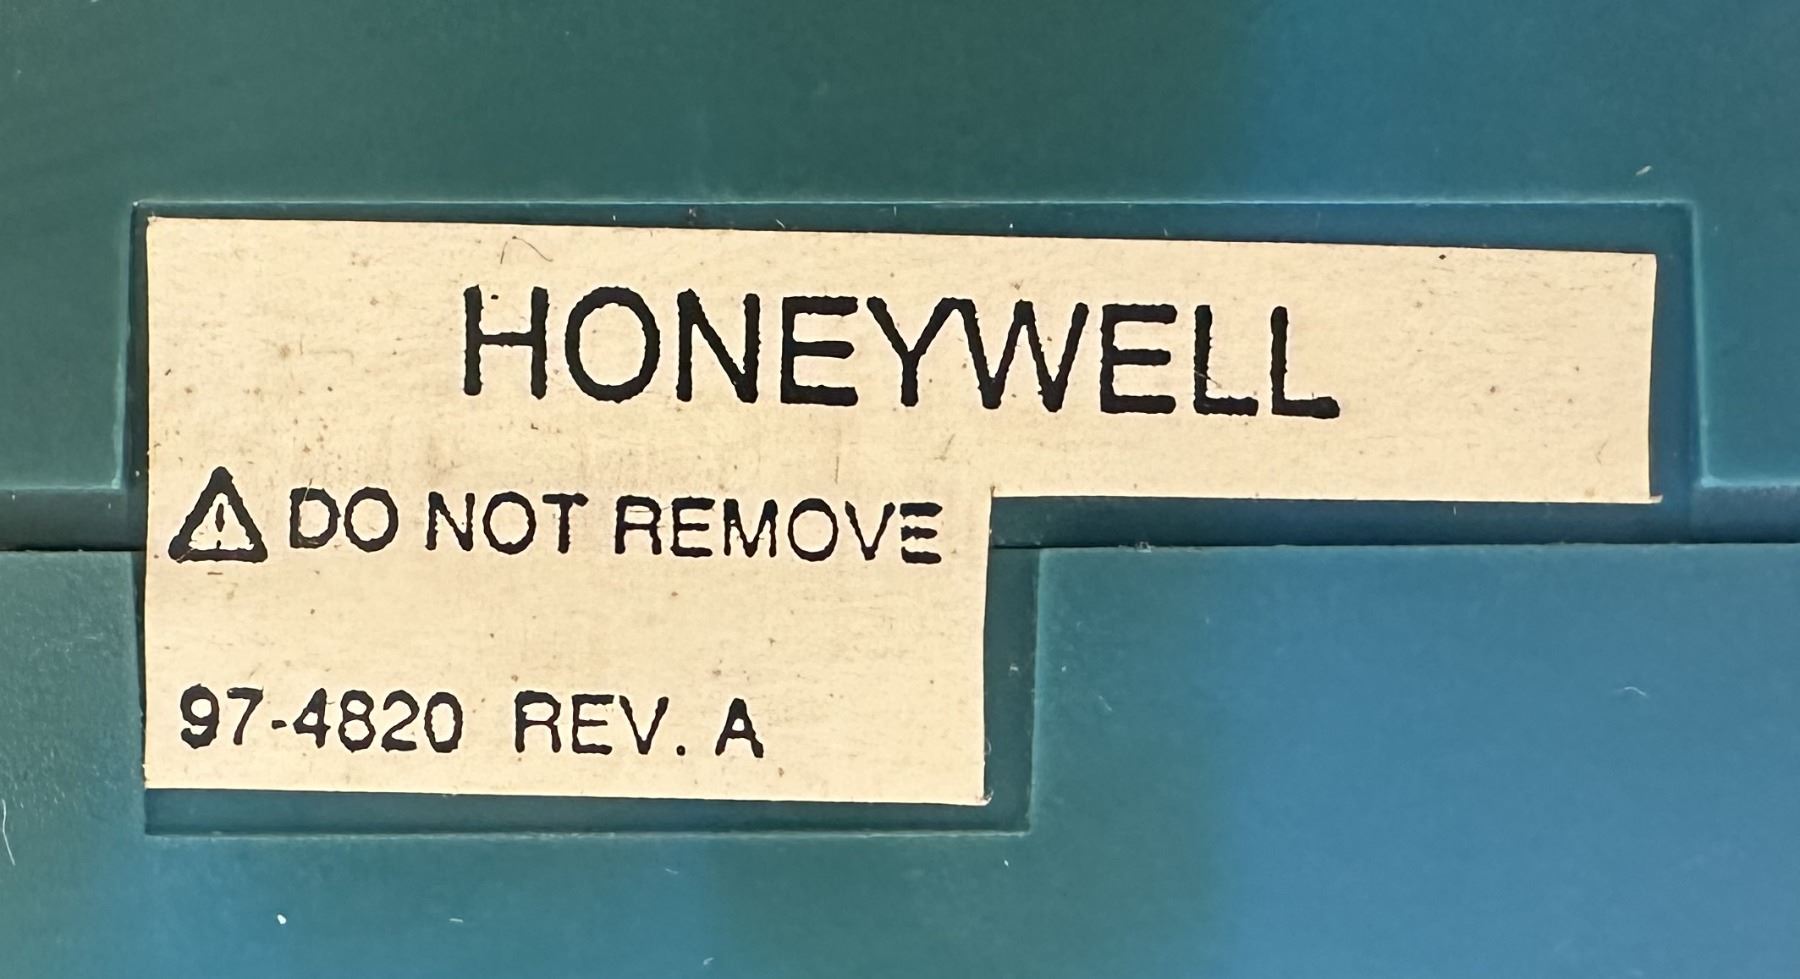 HONEYWELL
⚠ DO NOT REMOVE
97-4820 REV. A